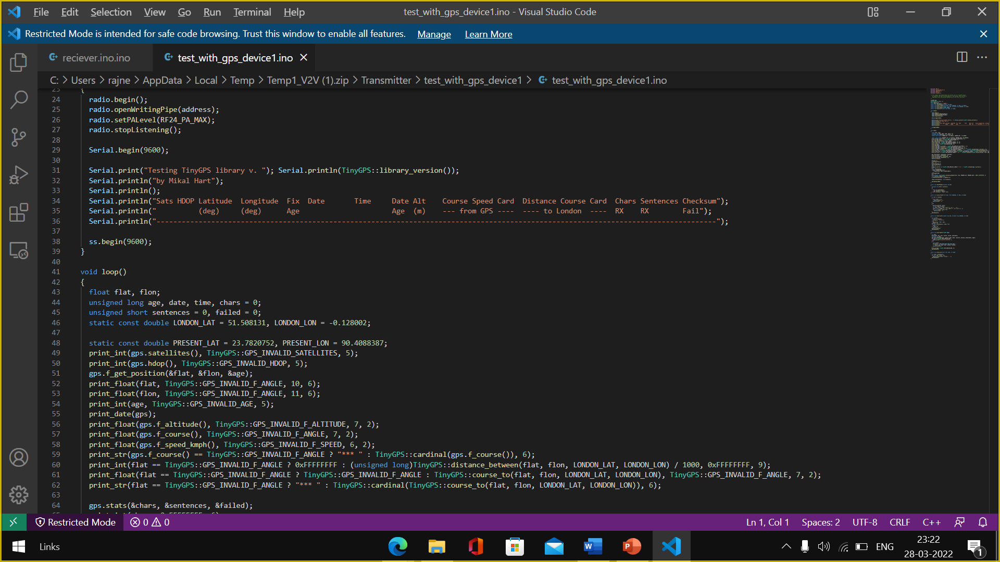 File Edit Selection View Go Run Terminal Help test_with_gps_device1.ino - Visual Studio Code
Restricted Mode is intended for safe code browsing. Trust this window to enable all features. Manage Learn More
reciever.ino.ino test_with_gps_device1.ino
C: > Users > rajne > AppData > Local > Temp > Temp1_V2V (1).zip > Transmitter > test_with_gps_device1 > test_with_gps_device1.ino
23 {
24 radio.begin();
25 radio.openWritingPipe(address);
26 radio.setPALevel(RF24_PA_MAX);
27 radio.stopListening();
28
29 Serial.begin(9600);
30
31 Serial.print("Testing TinyGPS library v. "); Serial.println(TinyGPS::library_version());
32 Serial.println("by Mikal Hart");
33 Serial.println();
34 Serial.println("Sats HDOP Latitude  Longitude  Fix  Date       Time       Date Alt    Course Speed Card  Distance Course Card  Chars Sentences Checksum");
35 Serial.println("          (deg)     (deg)      Age                      Age  (m)    --- from GPS ----  ---- to London  ----  RX    RX        Fail");
36 Serial.println("-------------------------------------------------------------------------------------------------------------------------------------");
37
38 ss.begin(9600);
39 }
40
41 void loop()
42 {
43 float flat, flon;
44 unsigned long age, date, time, chars = 0;
45 unsigned short sentences = 0, failed = 0;
46 static const double LONDON_LAT = 51.508131, LONDON_LON = -0.128002;
47
48 static const double PRESENT_LAT = 23.7820752, PRESENT_LON = 90.4088387;
49 print_int(gps.satellites(), TinyGPS::GPS_INVALID_SATELLITES, 5);
50 print_int(gps.hdop(), TinyGPS::GPS_INVALID_HDOP, 5);
51 gps.f_get_position(&flat, &flon, &age);
52 print_float(flat, TinyGPS::GPS_INVALID_F_ANGLE, 10, 6);
53 print_float(flon, TinyGPS::GPS_INVALID_F_ANGLE, 11, 6);
54 print_int(age, TinyGPS::GPS_INVALID_AGE, 5);
55 print_date(gps);
56 print_float(gps.f_altitude(), TinyGPS::GPS_INVALID_F_ALTITUDE, 7, 2);
57 print_float(gps.f_course(), TinyGPS::GPS_INVALID_F_ANGLE, 7, 2);
58 print_float(gps.f_speed_kmph(), TinyGPS::GPS_INVALID_F_SPEED, 6, 2);
59 print_str(gps.f_course() == TinyGPS::GPS_INVALID_F_ANGLE ? "*** " : TinyGPS::cardinal(gps.f_course()), 6);
60 print_int(flat == TinyGPS::GPS_INVALID_F_ANGLE ? 0xFFFFFFFF : (unsigned long)TinyGPS::distance_between(flat, flon, LONDON_LAT, LONDON_LON) / 1000, 0xFFFFFFFF, 9);
61 print_float(flat == TinyGPS::GPS_INVALID_F_ANGLE ? TinyGPS::GPS_INVALID_F_ANGLE : TinyGPS::course_to(flat, flon, LONDON_LAT, LONDON_LON), TinyGPS::GPS_INVALID_F_ANGLE, 7, 2);
62 print_str(flat == TinyGPS::GPS_INVALID_F_ANGLE ? "*** " : TinyGPS::cardinal(TinyGPS::course_to(flat, flon, LONDON_LAT, LONDON_LON)), 6);
63
64 gps.stats(&chars, &sentences, &failed);
Restricted Mode 0 0 Ln 1, Col 1 Spaces: 2 UTF-8 CRLF C++
Links ENG 23:22
28-03-2022 1